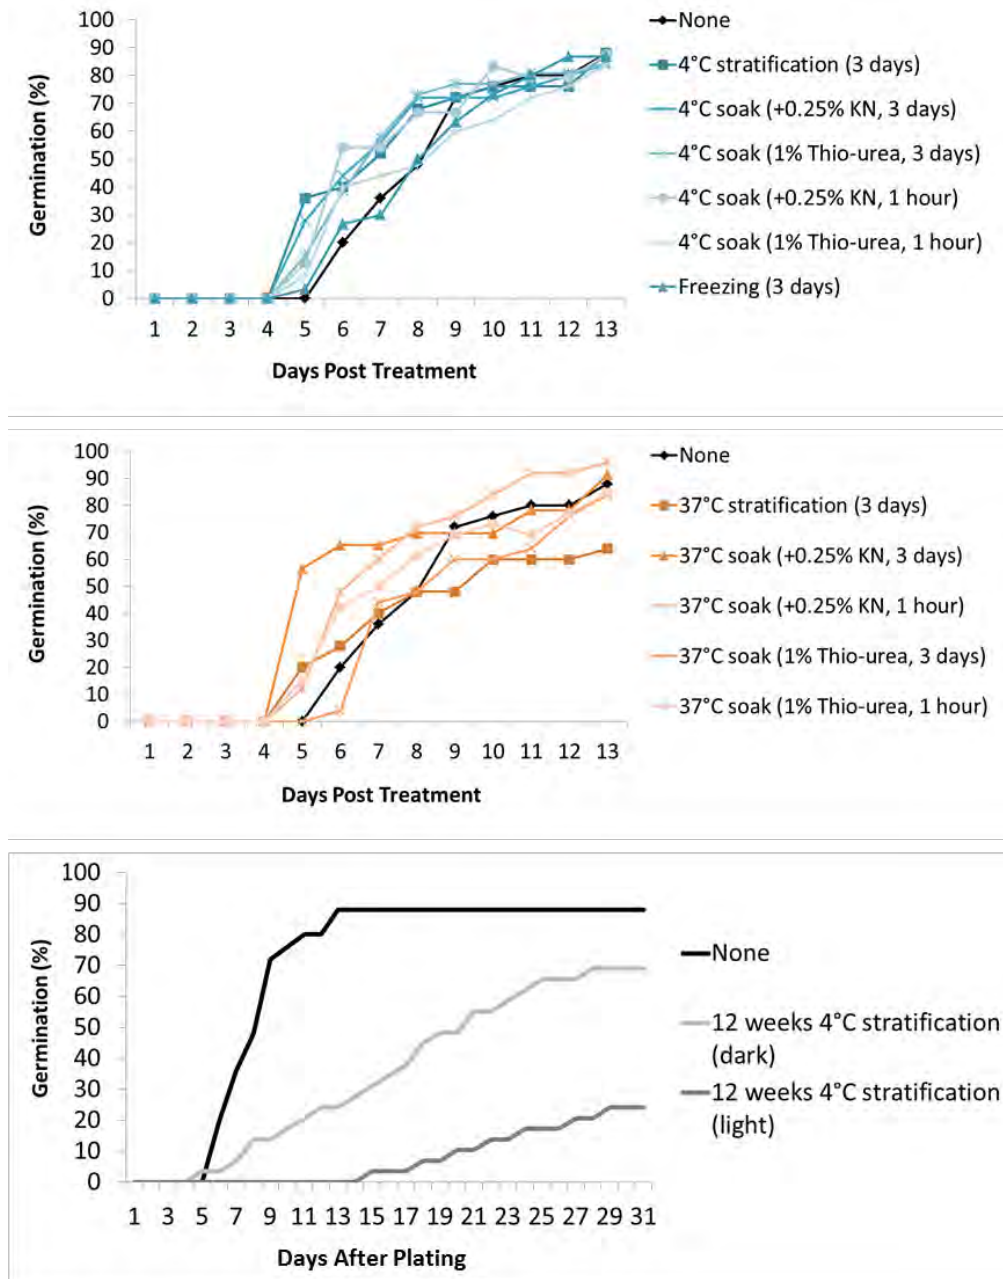 Germination (%)
100
90
80
70
60
50
40
30
20
10
0
1 2 3 4 5 6 7 8 9 10 11 12 13
Days Post Treatment
None
4°C stratification (3 days)
4°C soak (+0.25% KN, 3 days)
4°C soak (1% Thio-urea, 3 days)
4°C soak (+0.25% KN, 1 hour)
4°C soak (1% Thio-urea, 1 hour)
Freezing (3 days)
Germination (%)
100
90
80
70
60
50
40
30
20
10
0
1 2 3 4 5 6 7 8 9 10 11 12 13
Days Post Treatment
None
37°C stratification (3 days)
37°C soak (+0.25% KN, 3 days)
37°C soak (+0.25% KN, 1 hour)
37°C soak (1% Thio-urea, 3 days)
37°C soak (1% Thio-urea, 1 hour)
Germination (%)
100
90
80
70
60
50
40
30
20
10
0
1 3 5 7 9 11 13 15 17 19 21 23 25 27 29 31
Days After Plating
None
12 weeks 4°C stratification
(dark)
12 weeks 4°C stratification
(light)